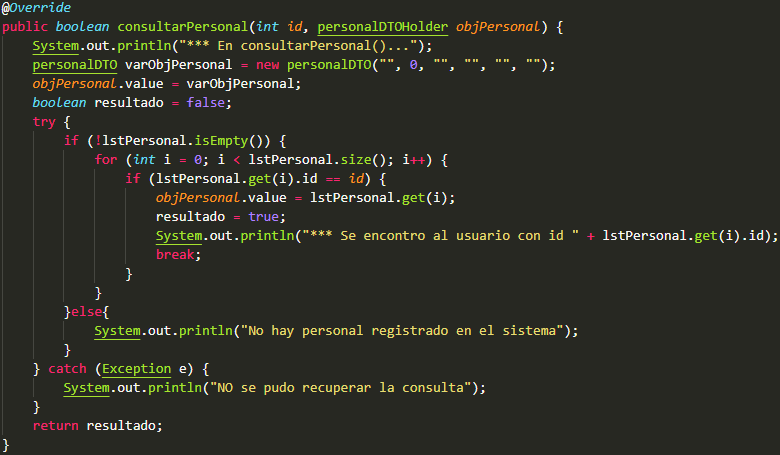 @Override
public boolean consultarPersonal(int id, personalDTOHolder objPersonal) {
    System.out.println("*** En consultarPersonal()...");
    personalDTO varObjPersonal = new personalDTO("", 0, "", "", "", "");
    objPersonal.value = varObjPersonal;
    boolean resultado = false;
    try {
        if (!lstPersonal.isEmpty()) {
            for (int i = 0; i < lstPersonal.size(); i++) {
                if (lstPersonal.get(i).id == id) {
                    objPersonal.value = lstPersonal.get(i);
                    resultado = true;
                    System.out.println("*** Se encontro al usuario con id " + lstPersonal.get(i).id);
                    break;
                }
            }
        }else{
            System.out.println("No hay personal registrado en el sistema");
        }
    } catch (Exception e) {
        System.out.println("NO se pudo recuperar la consulta");
    }
    return resultado;
}